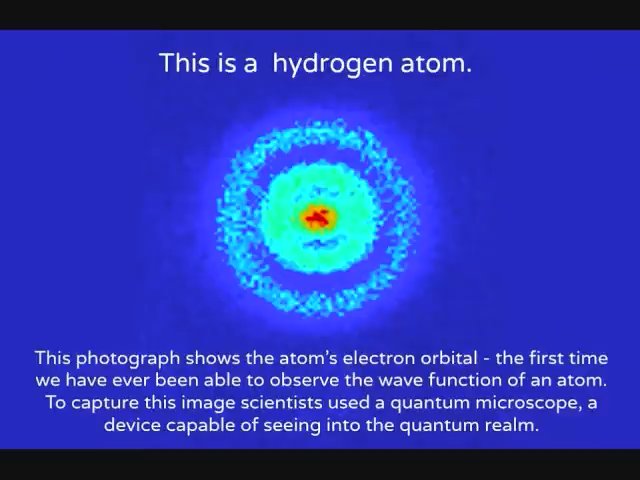 This is a hydrogen atom.
This photograph shows the atom's electron orbital - the first time
we have ever been able to observe the wave function of an atom.
To capture this image scientists used a quantum microscope, a
device capable of seeing into the quantum realm.